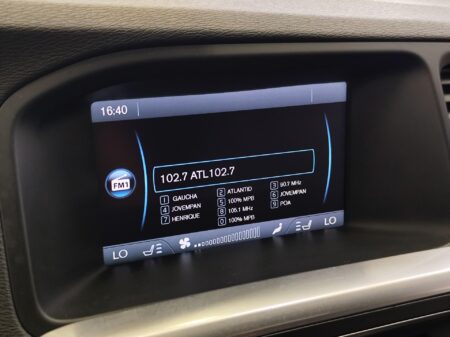 16:40
FM1
102.7 ATL102.7
1 GAUCHA 2 ATLANTID 3 90.7 MHz
4 JOVEMPAN 5 100% MPB 6 JOVEMPAN
7 HENRIQUE 8 105.1 MHz 9 POA
0 100% MPB
LO LO